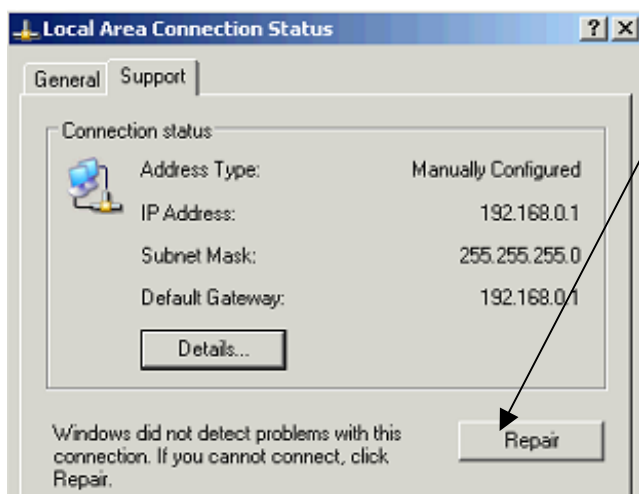 Local Area Connection Status
General Support
Connection status
Address Type: Manually Configured
IP Address: 192.168.0.1
Subnet Mask: 255.255.255.0
Default Gateway: 192.168.0.1
Details...
Windows did not detect problems with this
connection. If you cannot connect, click
Repair.
Repair